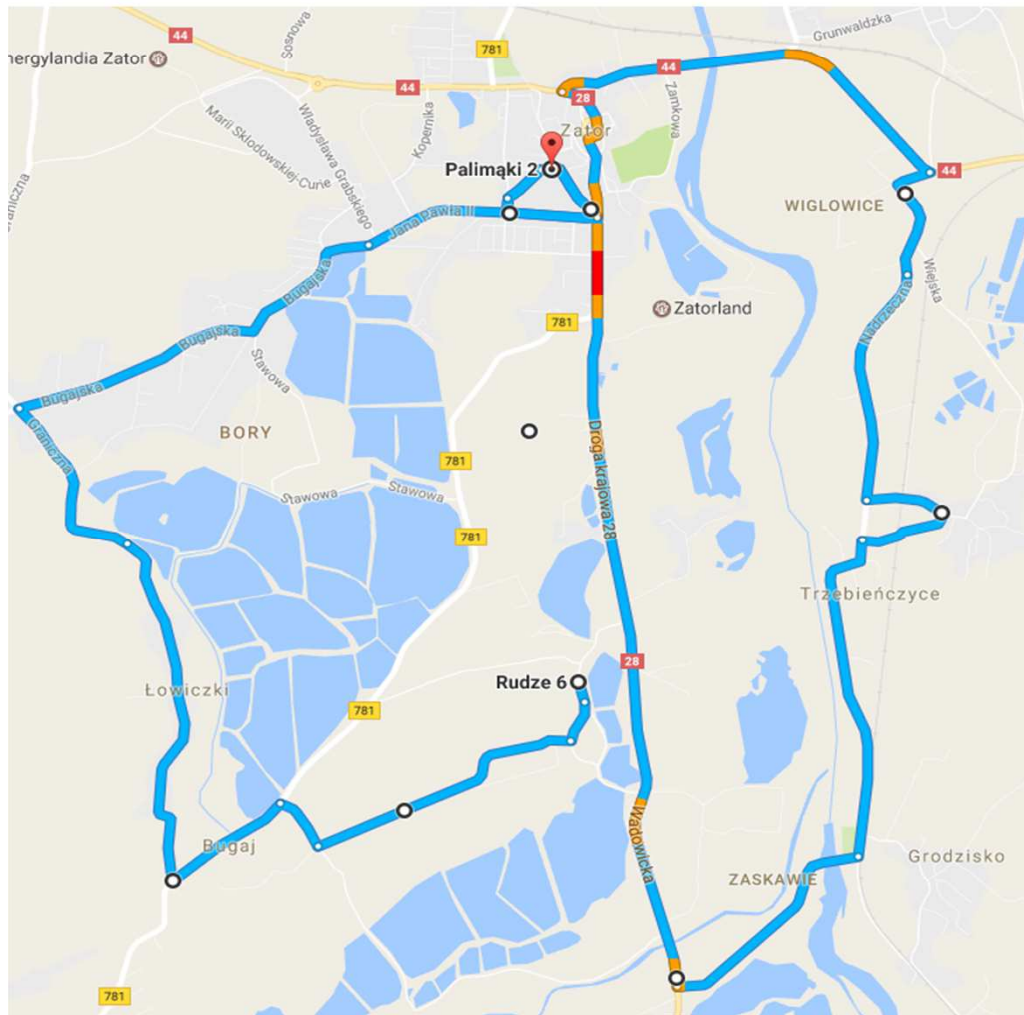 Sosnowa
Grunwaldzka
44
781
nergylandia Zator
44
44
28
Zamkowa
Kopernika
Marii Skłodowskiej-Curie
Władysława Grabskiego
Zator
Palimąki 2
44
WIGLOWICE
Graniczna
Jana Pawła II
Wiejska
Bugajska
Nadrzeczna
Zatorland
781
Bugajska
Stawowa
Bugajska
Graniczna
BORY
781
Droga krajowa 28
Stawowa
Stawowa
781
Trzebieńczyce
28
Łowiczki
Rudze 6
781
Wadowicka
Bugaj
ZASKAWIE
Grodzisko
781